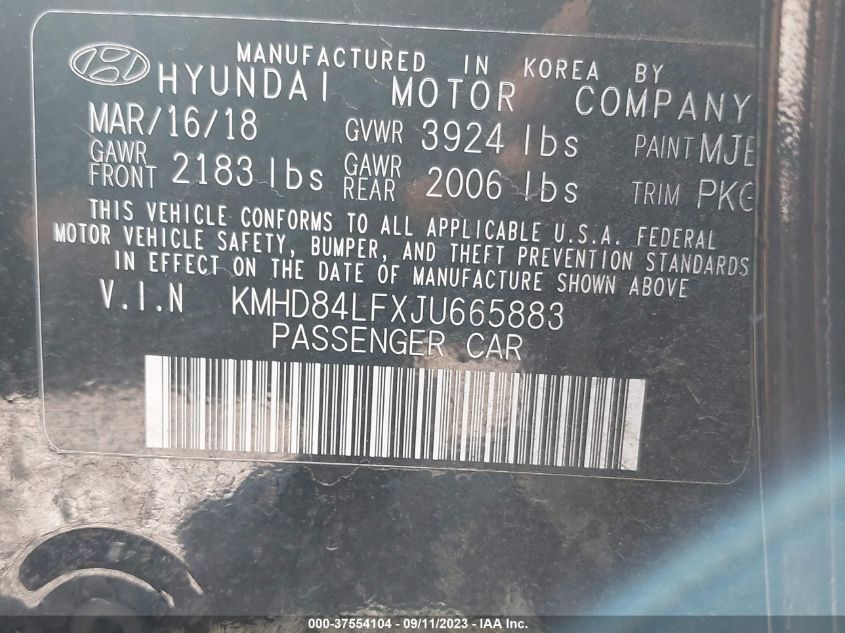 MANUFACTURED IN KOREA BY
HYUNDAI MOTOR COMPANY
MAR/16/18 GVWR 3924 lbs PAINT MJB
GAWR FRONT 2183 lbs GAWR REAR 2006 lbs TRIM
THIS VEHICLE CONFORMS TO ALL APPLICABLE U.S.A. FEDERAL
MOTOR VEHICLE SAFETY, BUMPER, AND THEFT PREVENTION STANDARDS
IN EFFECT ON THE DATE OF MANUFACTURE SHOWN ABOVE
V.I.N KMHD84LFXJU665883
PASSENGER CAR
000-37554104 - 09/11/2023 - IAA Inc.